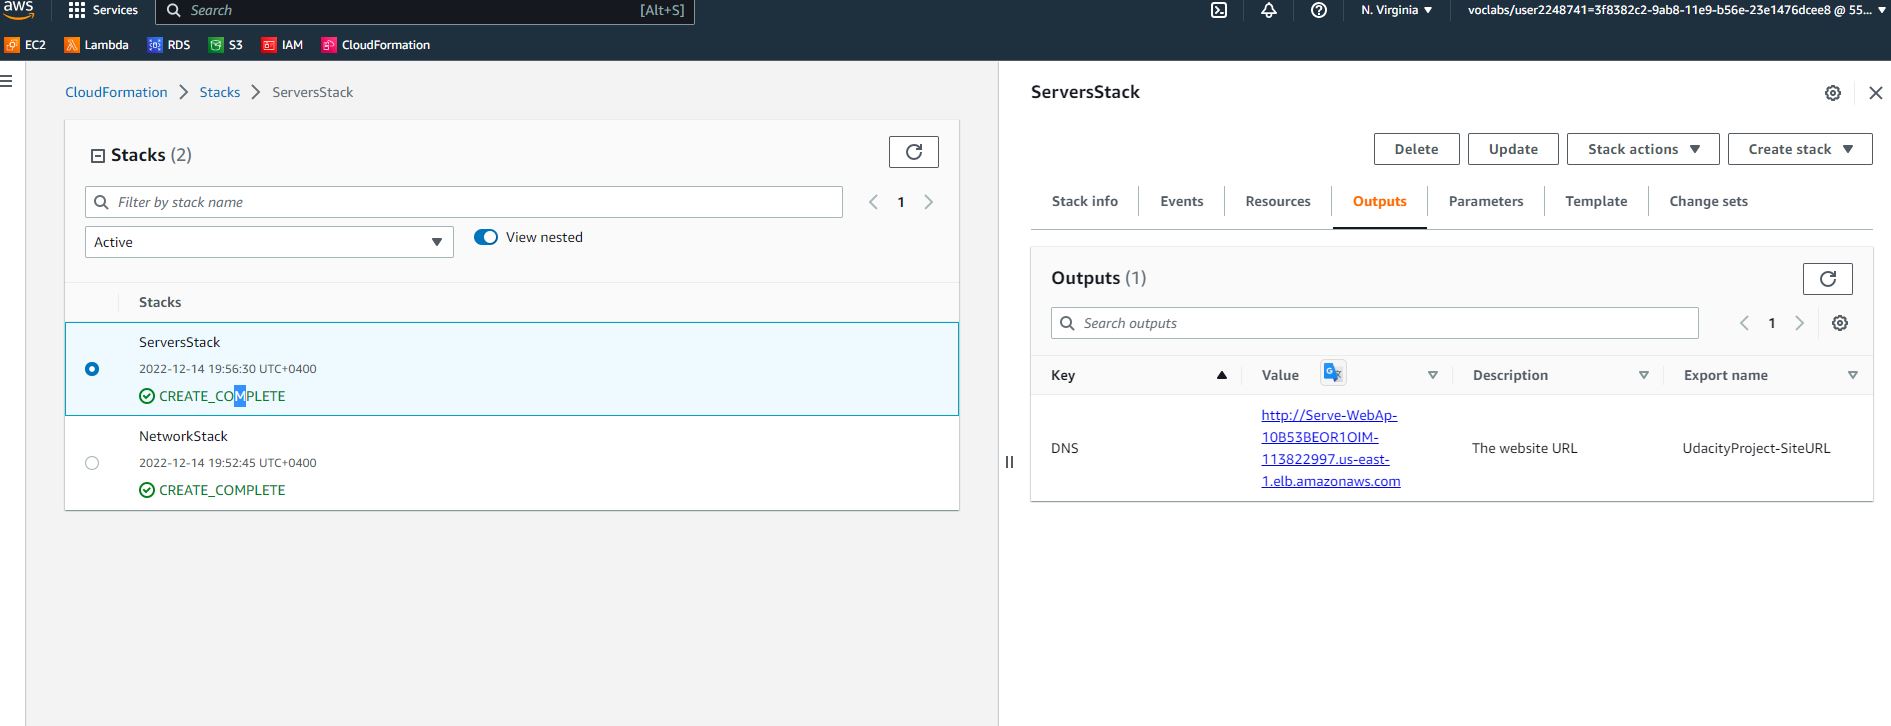 aws
Services
Search [Alt+S]
N. Virginia
voclabs/user2248741=3f8382c2-9ab8-11e9-b56e-23e1476dcee8 @ 55...
EC2
Lambda
RDS
S3
IAM
CloudFormation
CloudFormation
Stacks
ServersStack
Stacks (2)
Filter by stack name
1
Active
View nested
Stacks
ServersStack
2022-12-14 19:56:30 UTC+0400
CREATE_COMPLETE
NetworkStack
2022-12-14 19:52:45 UTC+0400
CREATE_COMPLETE
ServersStack
Delete
Update
Stack actions
Create stack
Stack info
Events
Resources
Outputs
Parameters
Template
Change sets
Outputs (1)
Search outputs
1
Key
Value
Description
Export name
DNS
http://Serve-WebAp-
10B53BEOR1OIM-
113822997.us-east-
1.elb.amazonaws.com
The website URL
UdacityProject-SiteURL